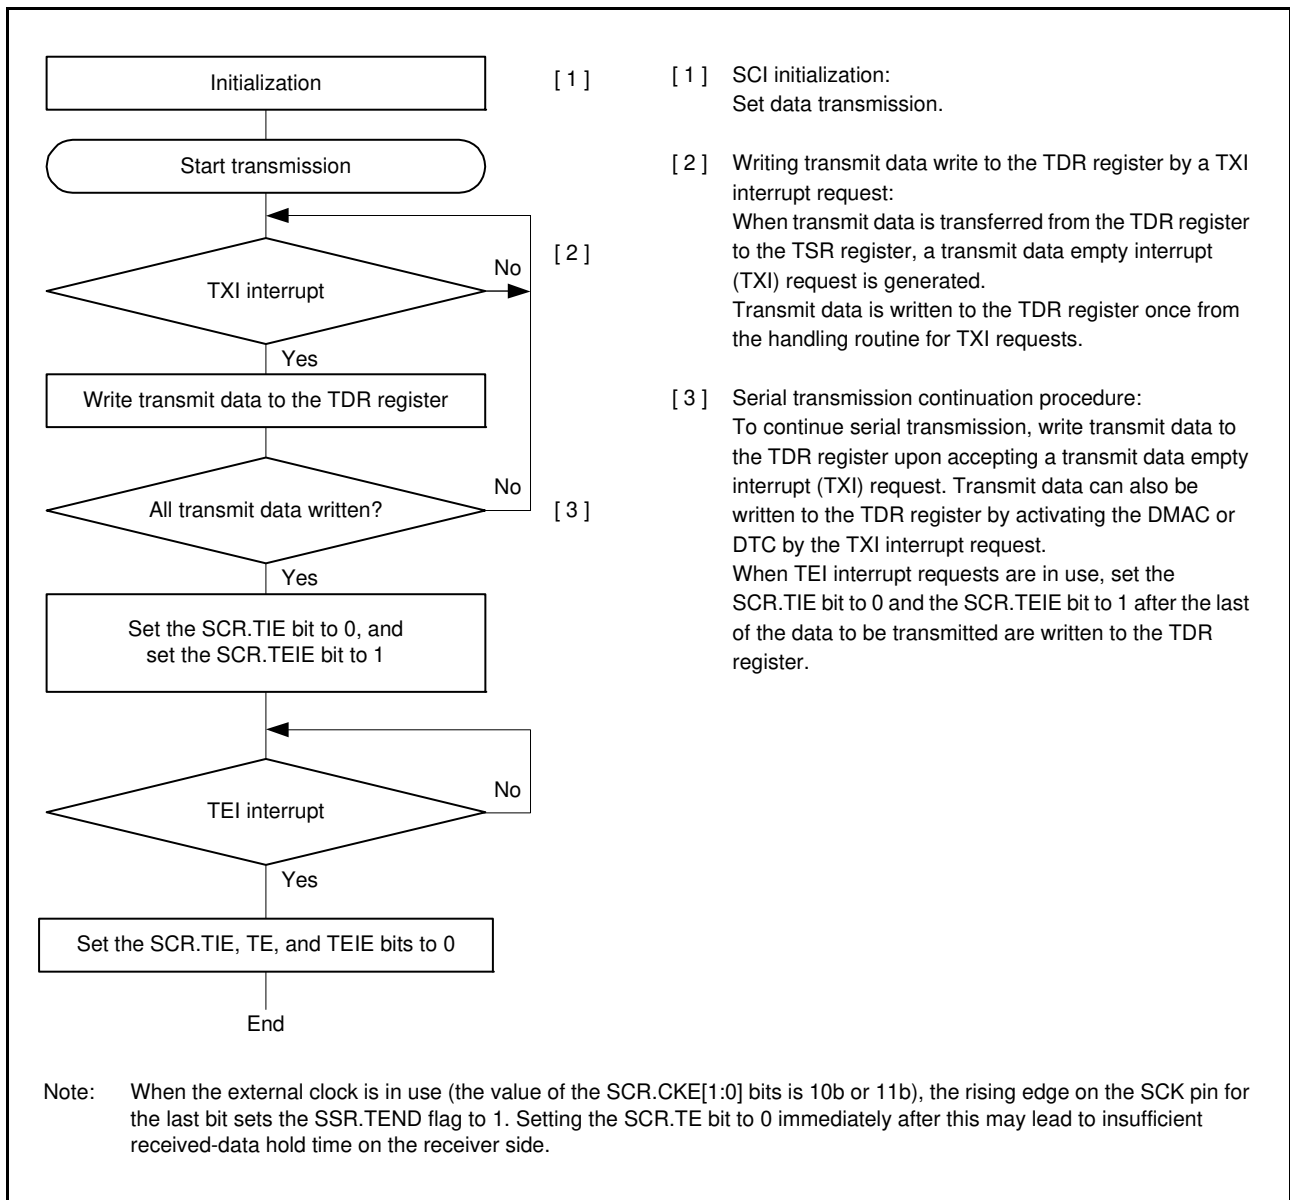 Initialization
[ 1 ]
Start transmission
[ 2 ]
TXI interrupt
No
Yes
Write transmit data to the TDR register
All transmit data written?
No
[ 3 ]
Yes
Set the SCR.TIE bit to 0, and
set the SCR.TEIE bit to 1
TEI interrupt
No
Yes
Set the SCR.TIE, TE, and TEIE bits to 0
End
[ 1 ] SCI initialization:
Set data transmission.
[ 2 ] Writing transmit data write to the TDR register by a TXI
interrupt request:
When transmit data is transferred from the TDR register
to the TSR register, a transmit data empty interrupt
(TXI) request is generated.
Transmit data is written to the TDR register once from
the handling routine for TXI requests.
[ 3 ] Serial transmission continuation procedure:
To continue serial transmission, write transmit data to
the TDR register upon accepting a transmit data empty
interrupt (TXI) request. Transmit data can also be
written to the TDR register by activating the DMAC or
DTC by the TXI interrupt request.
When TEI interrupt requests are in use, set the
SCR.TIE bit to 0 and the SCR.TEIE bit to 1 after the last
of the data to be transmitted are written to the TDR
register.
Note: When the external clock is in use (the value of the SCR.CKE[1:0] bits is 10b or 11b), the rising edge on the SCK pin for
the last bit sets the SSR.TEND flag to 1. Setting the SCR.TE bit to 0 immediately after this may lead to insufficient
received-data hold time on the receiver side.